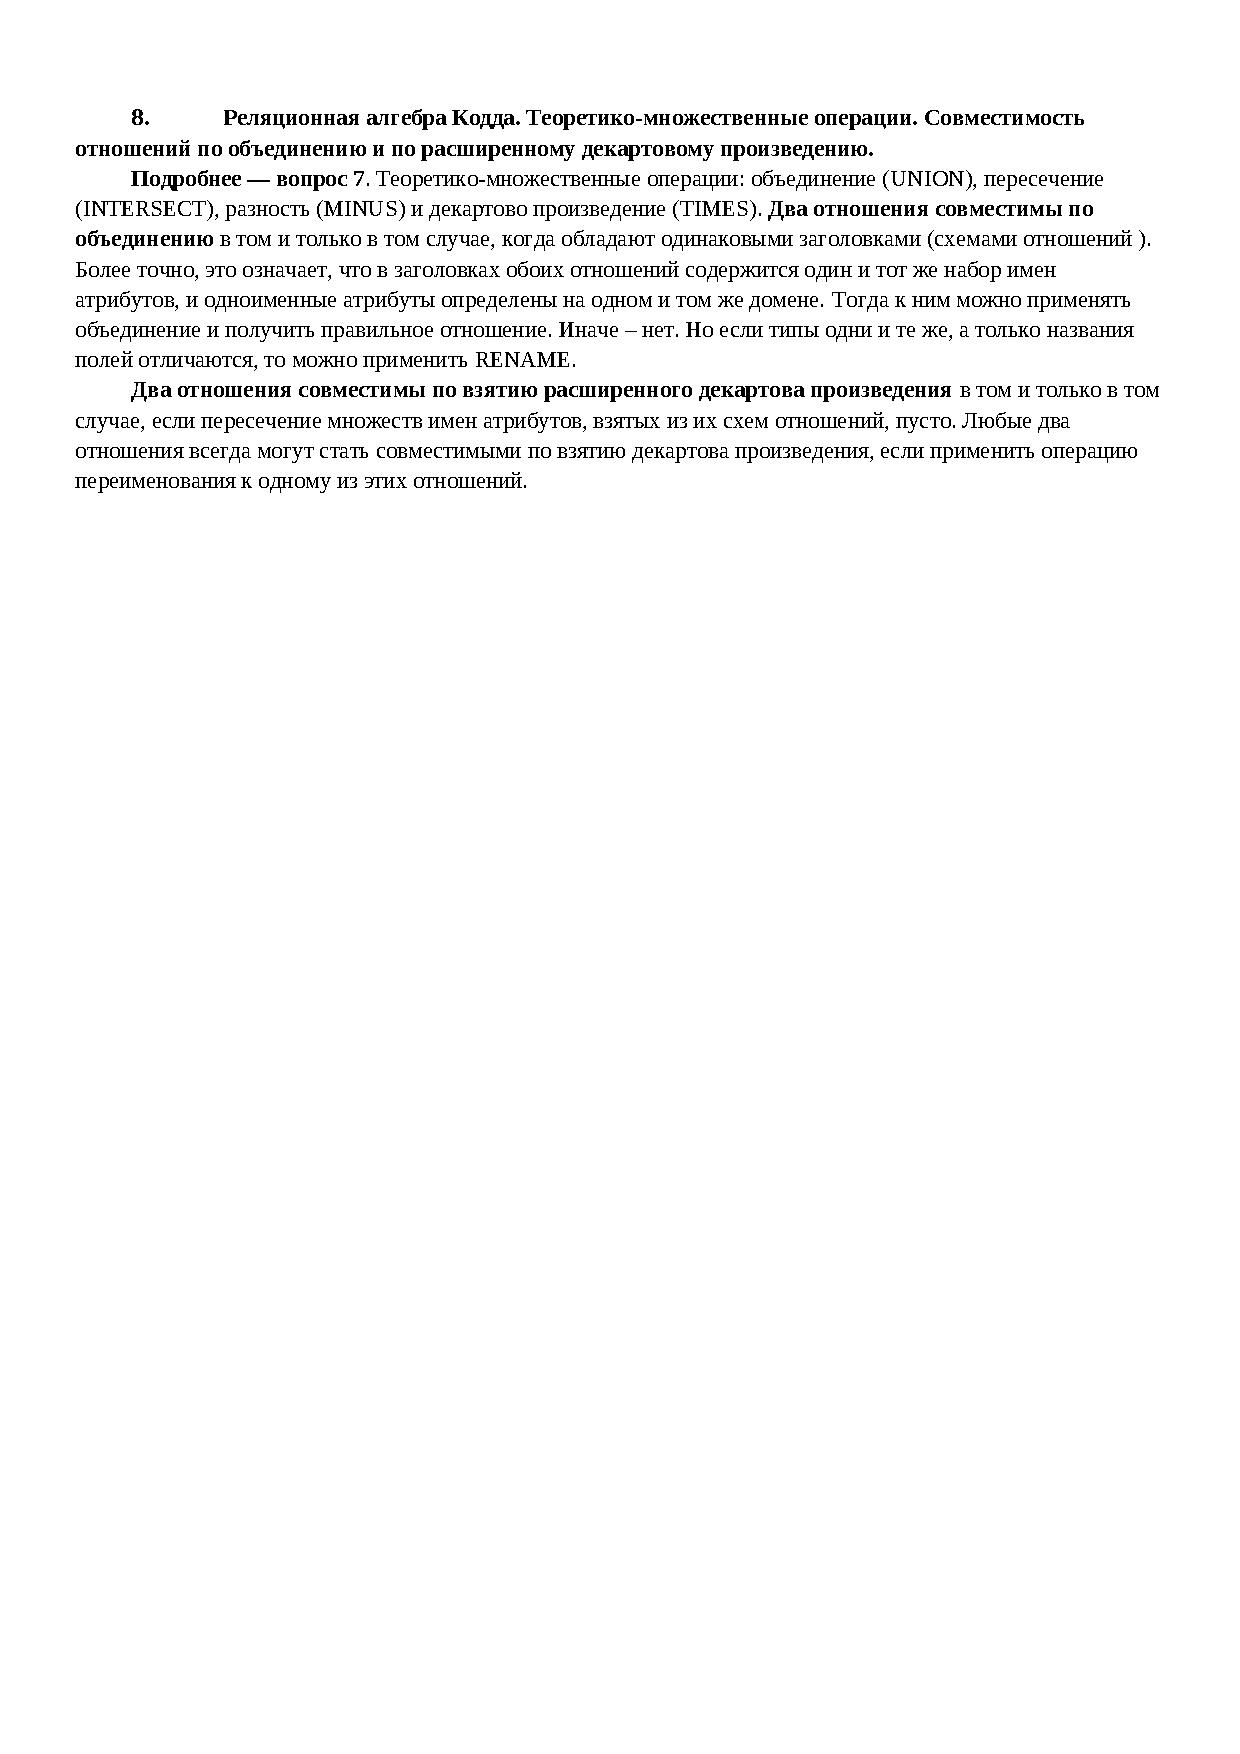 8. Реляционная алгебра Кодда. Теоретико-множественные операции. Совместимость
отношений по объединению и по расширенному декартовому произведению.
Подробнее — вопрос 7. Теоретико-множественные операции: объединение (UNION), пересечение
(INTERSECT), разность (MINUS) и декартово произведение (TIMES). Два отношения совместимы по
объединению в том и только в том случае, когда обладают одинаковыми заголовками (схемами отношений ).
Более точно, это означает, что в заголовках обоих отношений содержится один и тот же набор имен
атрибутов, и одноименные атрибуты определены на одном и том же домене. Тогда к ним можно применять
объединение и получить правильное отношение. Иначе – нет. Но если типы одни и те же, а только названия
полей отличаются, то можно применить RENAME.
Два отношения совместимы по взятию расширенного декартова произведения в том и только в том
случае, если пересечение множеств имен атрибутов, взятых из их схем отношений, пусто. Любые два
отношения всегда могут стать совместимыми по взятию декартова произведения, если применить операцию
переименования к одному из этих отношений.